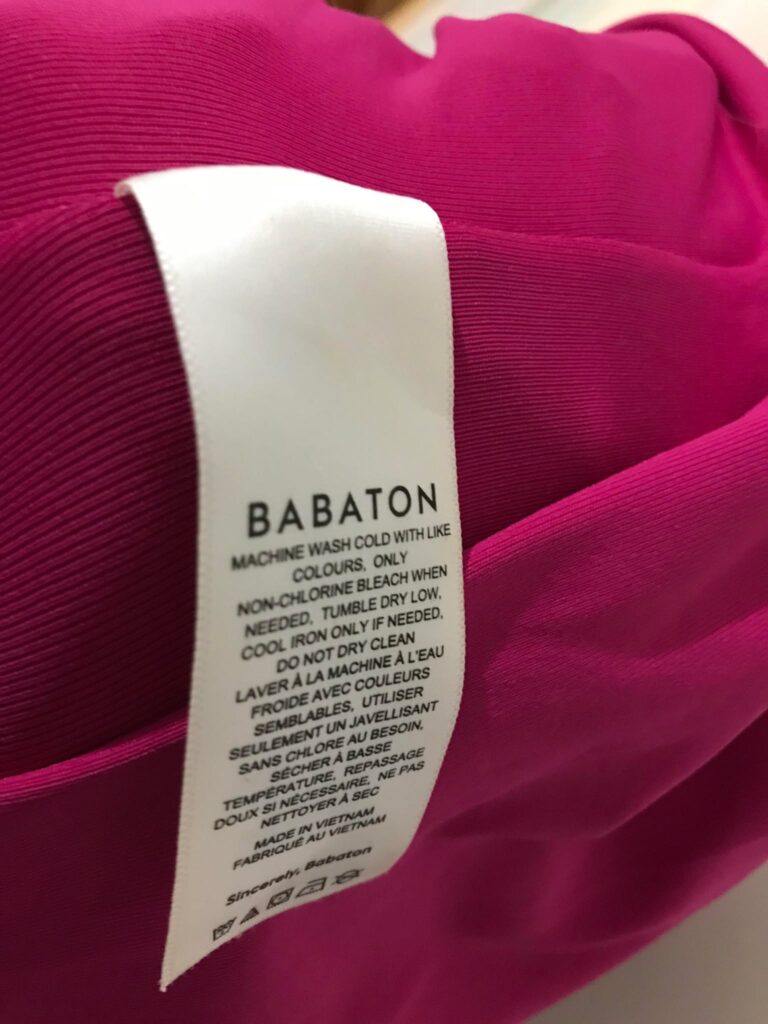 BABATON
MACHINE WASH COLD WITH LIKE
COLOURS, ONLY
NON-CHLORINE BLEACH WHEN
NEEDED, TUMBLE DRY LOW,
COOL IRON ONLY IF NEEDED,
DO NOT DRY CLEAN
LAVER À LA MACHINE À L'EAU
FROIDE AVEC COULEURS
SEMBLABLES, UTILISER
SEULEMENT UN JAVELLISANT
SANS CHLORE AU BESOIN,
SÉCHER À BASSE
TEMPÉRATURE, REPASSAGE
DOUX SI NÉCESSAIRE, NE PAS
NETTOYER À SEC
MADE IN VIETNAM
FABRIQUÉ AU VIETNAM
Sincerely, Babaton